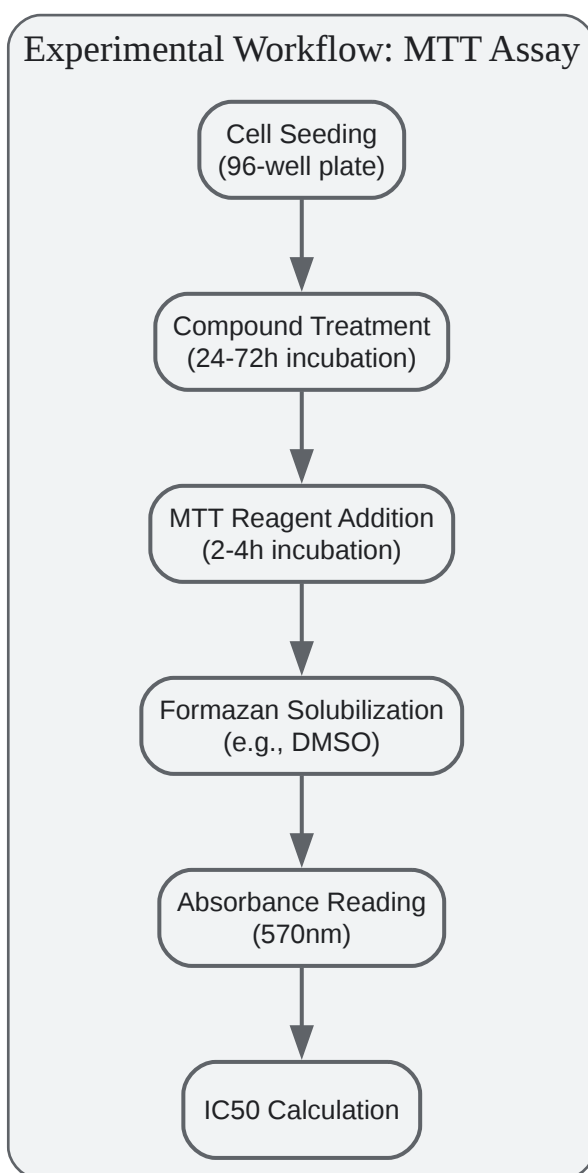 Experimental Workflow: MTT Assay
Cell Seeding
(96-well plate)
Compound Treatment
(24-72h incubation)
MTT Reagent Addition
(2-4h incubation)
Formazan Solubilization
(e.g., DMSO)
Absorbance Reading
(570nm)
IC50 Calculation